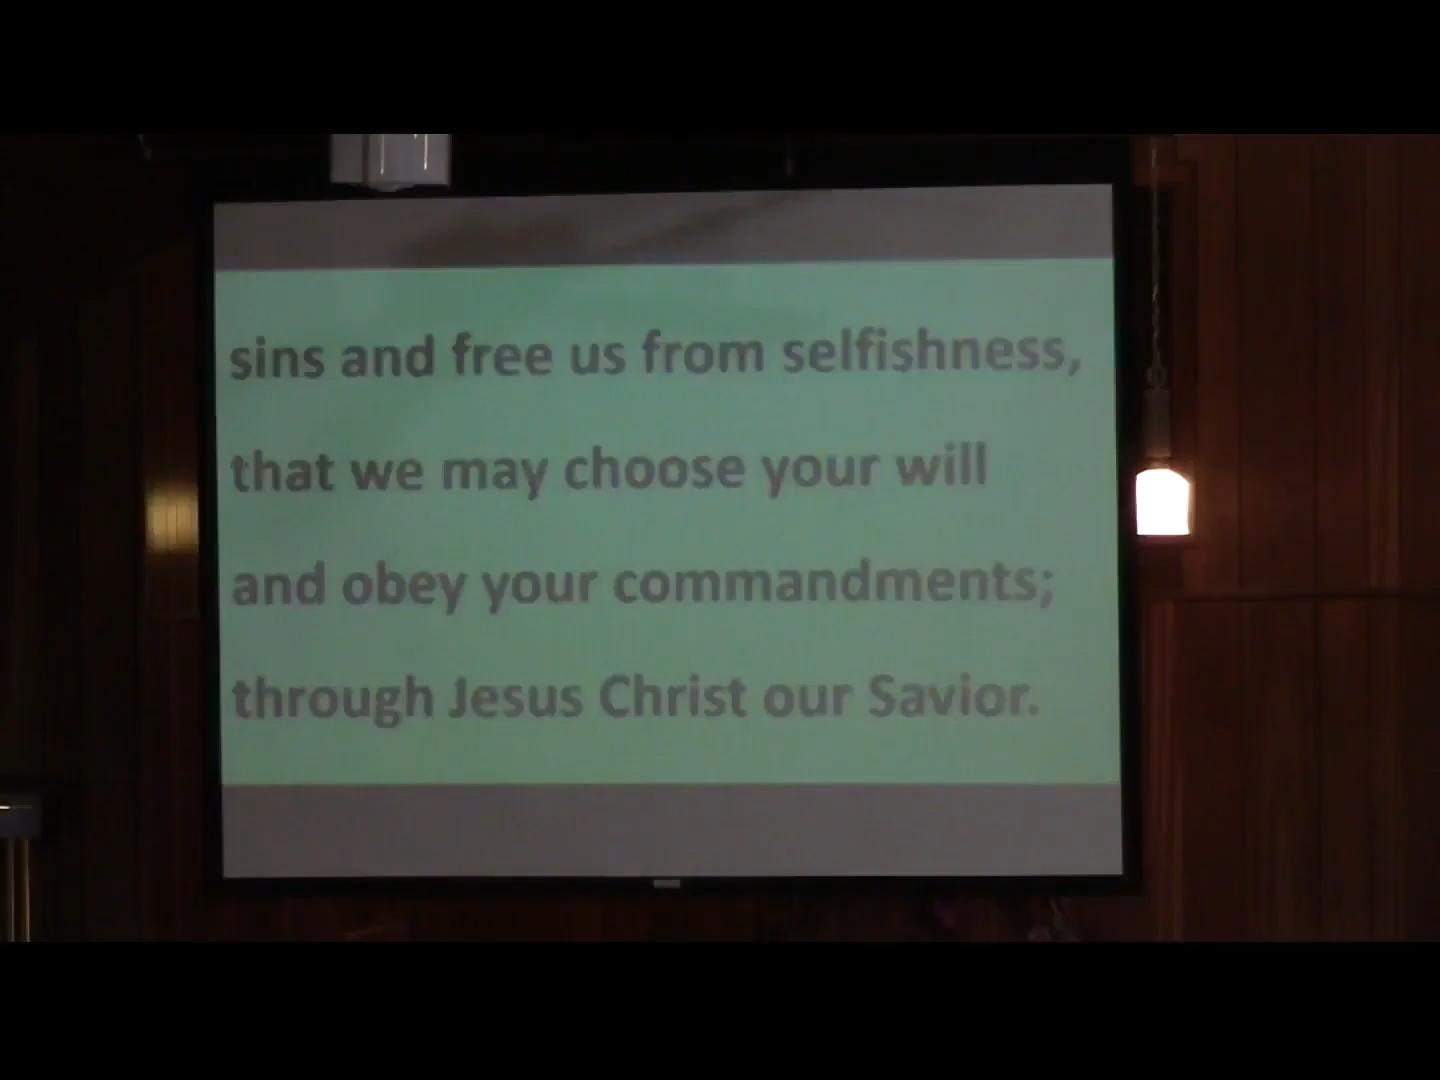 sins and free us from selfishness,
that we may choose your will
and obey your commandments;
through Jesus Christ our Savior.